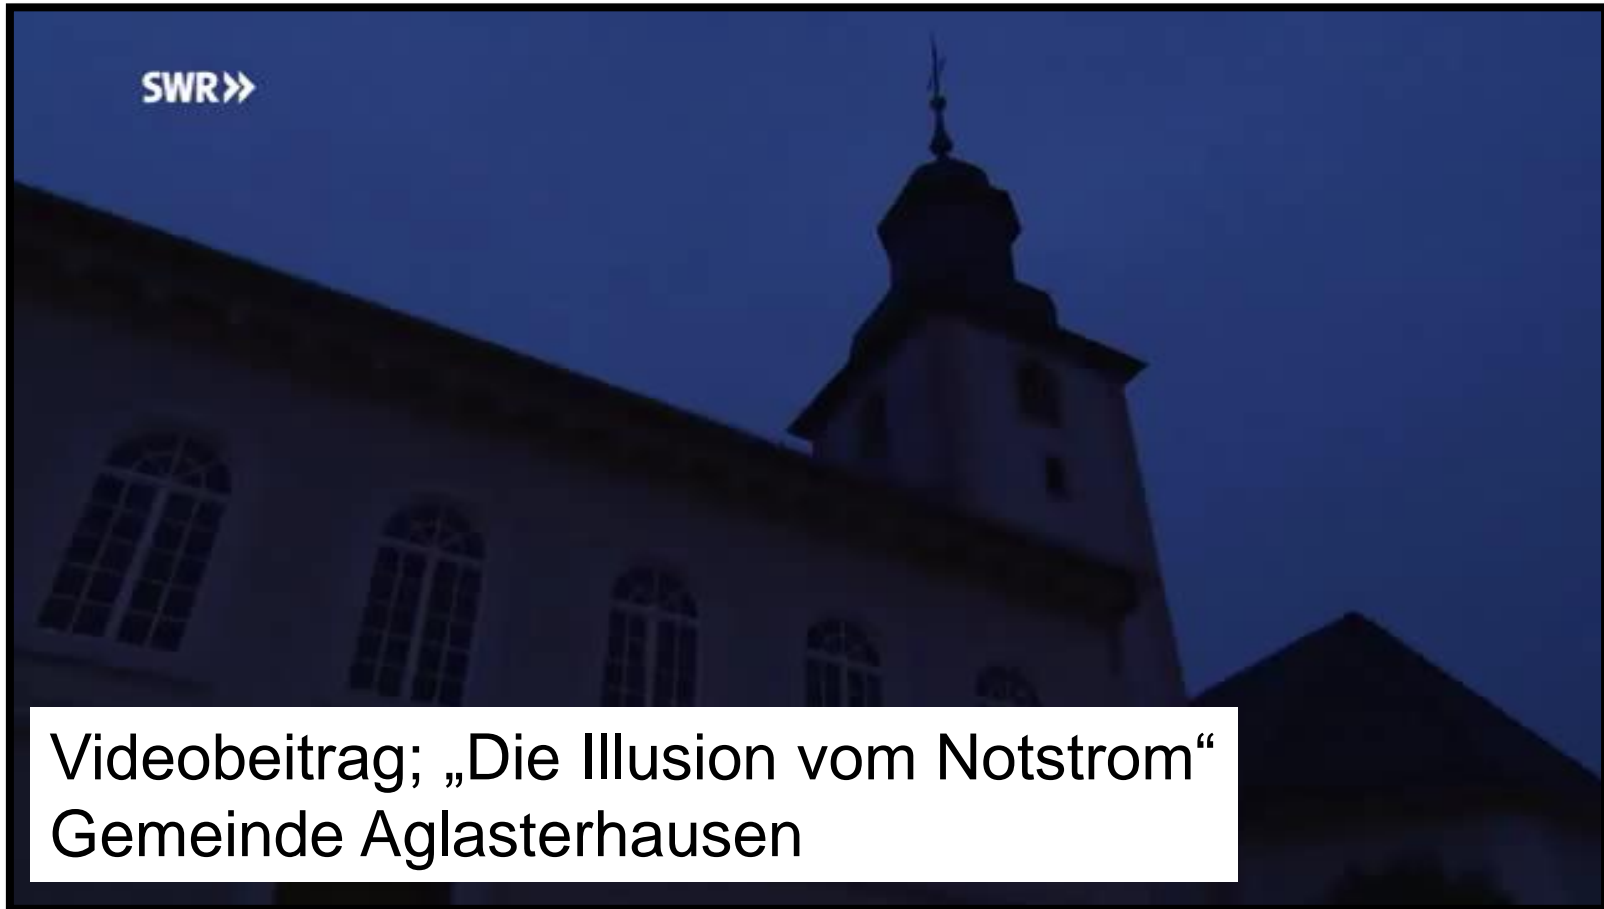 SWR»
Videobeitrag; „Die Illusion vom Notstrom“
Gemeinde Aglasterhausen